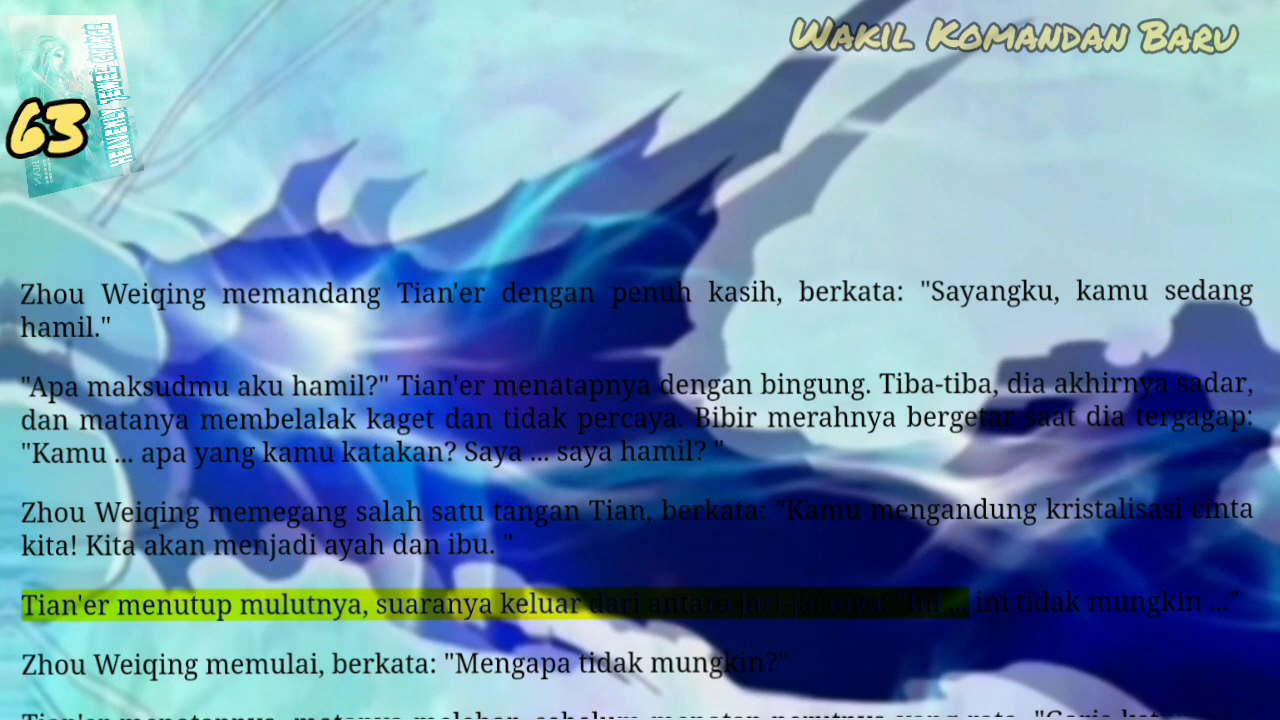 Wakil Komandan Baru
HEAVENLY JEWEL CHANGE
63
Zhou Weiqing memandang Tian'er dengan penuh kasih, berkata: "Sayangku, kamu sedang
hamil."
"Apa maksudmu aku hamil?" Tian'er menatapnya dengan bingung. Tiba-tiba, dia akhirnya sadar,
dan matanya membelalak kaget dan tidak percaya. Bibir merahnya bergetar saat dia tergagap:
"Kamu ... apa yang kamu katakan? Saya ... saya hamil? "
Zhou Weiqing memegang salah satu tangan Tian, berkata: "Kamu mengandung kristalisasi cinta
kita! Kita akan menjadi ayah dan ibu. "
Tian'er menutup mulutnya, suaranya keluar dari antara jari-jarinya: "Ini ... ini tidak mungkin ..."
Zhou Weiqing memulai, berkata: "Mengapa tidak mungkin?"